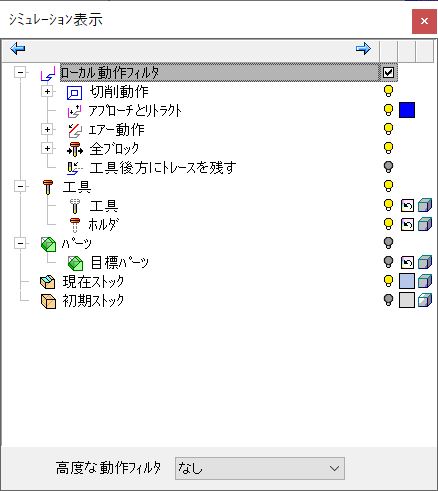 ｼﾐｭﾚｰｼｮﾝ表示
ﾛｰｶﾙ動作ﾌｨﾙﾀ
切削動作
ｱﾌﾟﾛｰﾁとﾘﾄﾗｸﾄ
ｴｱｰ動作
全ﾌﾞﾛｯｸ
工具後方にﾄﾚｰｽを残す
工具
工具
ﾎﾙﾀﾞ
ﾊﾟｰﾂ
目標ﾊﾟｰﾂ
現在ｽﾄｯｸ
初期ｽﾄｯｸ
高度な動作ﾌｨﾙﾀ なし